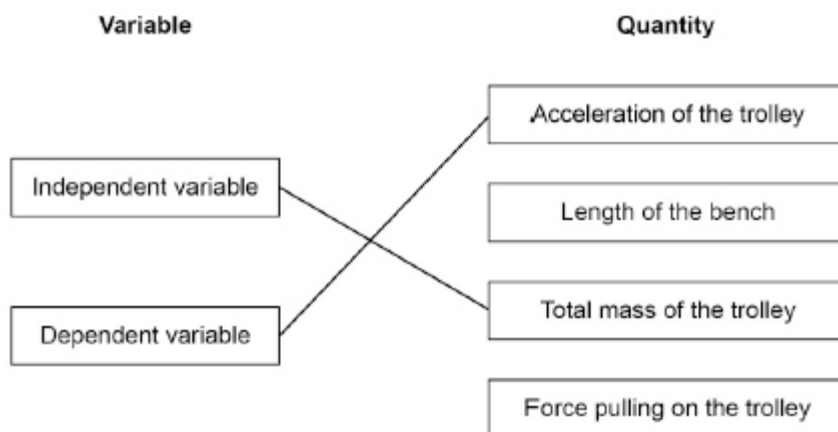 Variable
Quantity
Acceleration of the trolley
Independent variable
Length of the bench
Total mass of the trolley
Dependent variable
Force pulling on the trolley